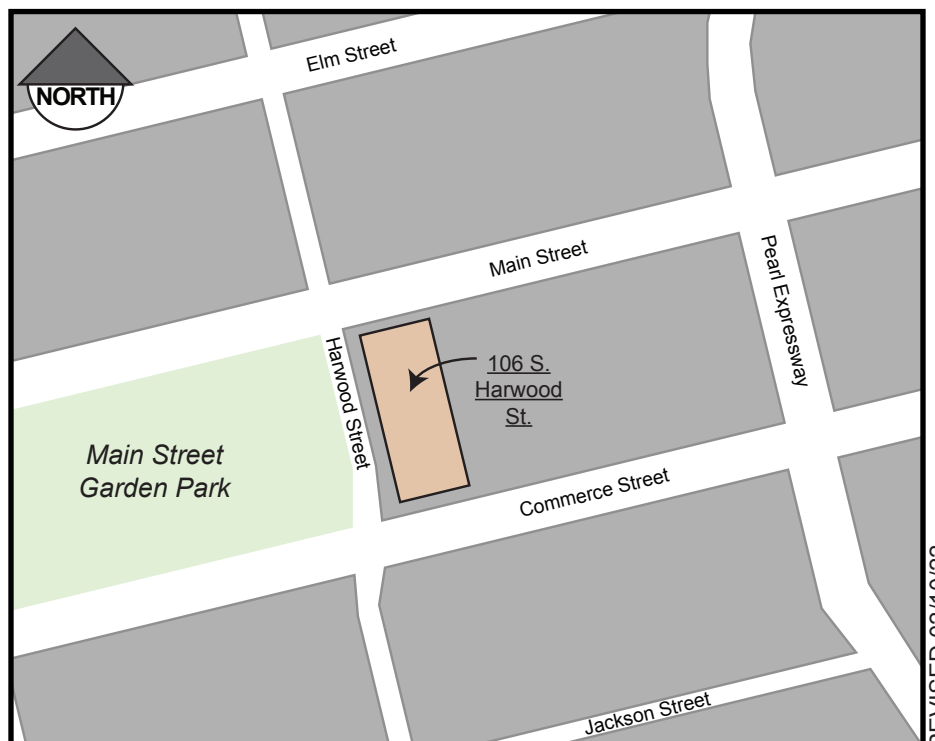 Elm Street
NORTH
Main Street
Pearl Expressway
Harwood Street
106 S.
Harwood
St.
Main Street
Garden Park
Commerce Street
Jackson Street